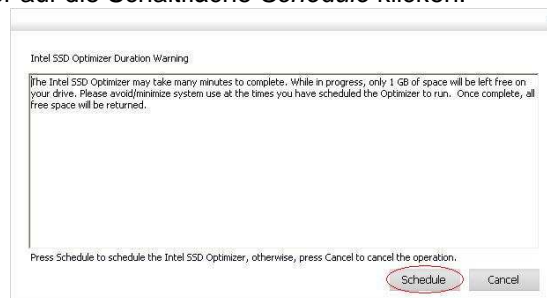 auf die Schaltfläche Schedule klicken.
Intel SSD Optimizer Duration Warning
The Intel SSD Optimizer may take many minutes to complete. While in progress, only 1 GB of space will be left free on
your drive. Please avoid/minimize system use at the times you have scheduled the Optimizer to run. Once complete, all
free space will be returned.
Press Schedule to schedule the Intel SSD Optimizer, otherwise, press Cancel to cancel the operation.
Schedule Cancel